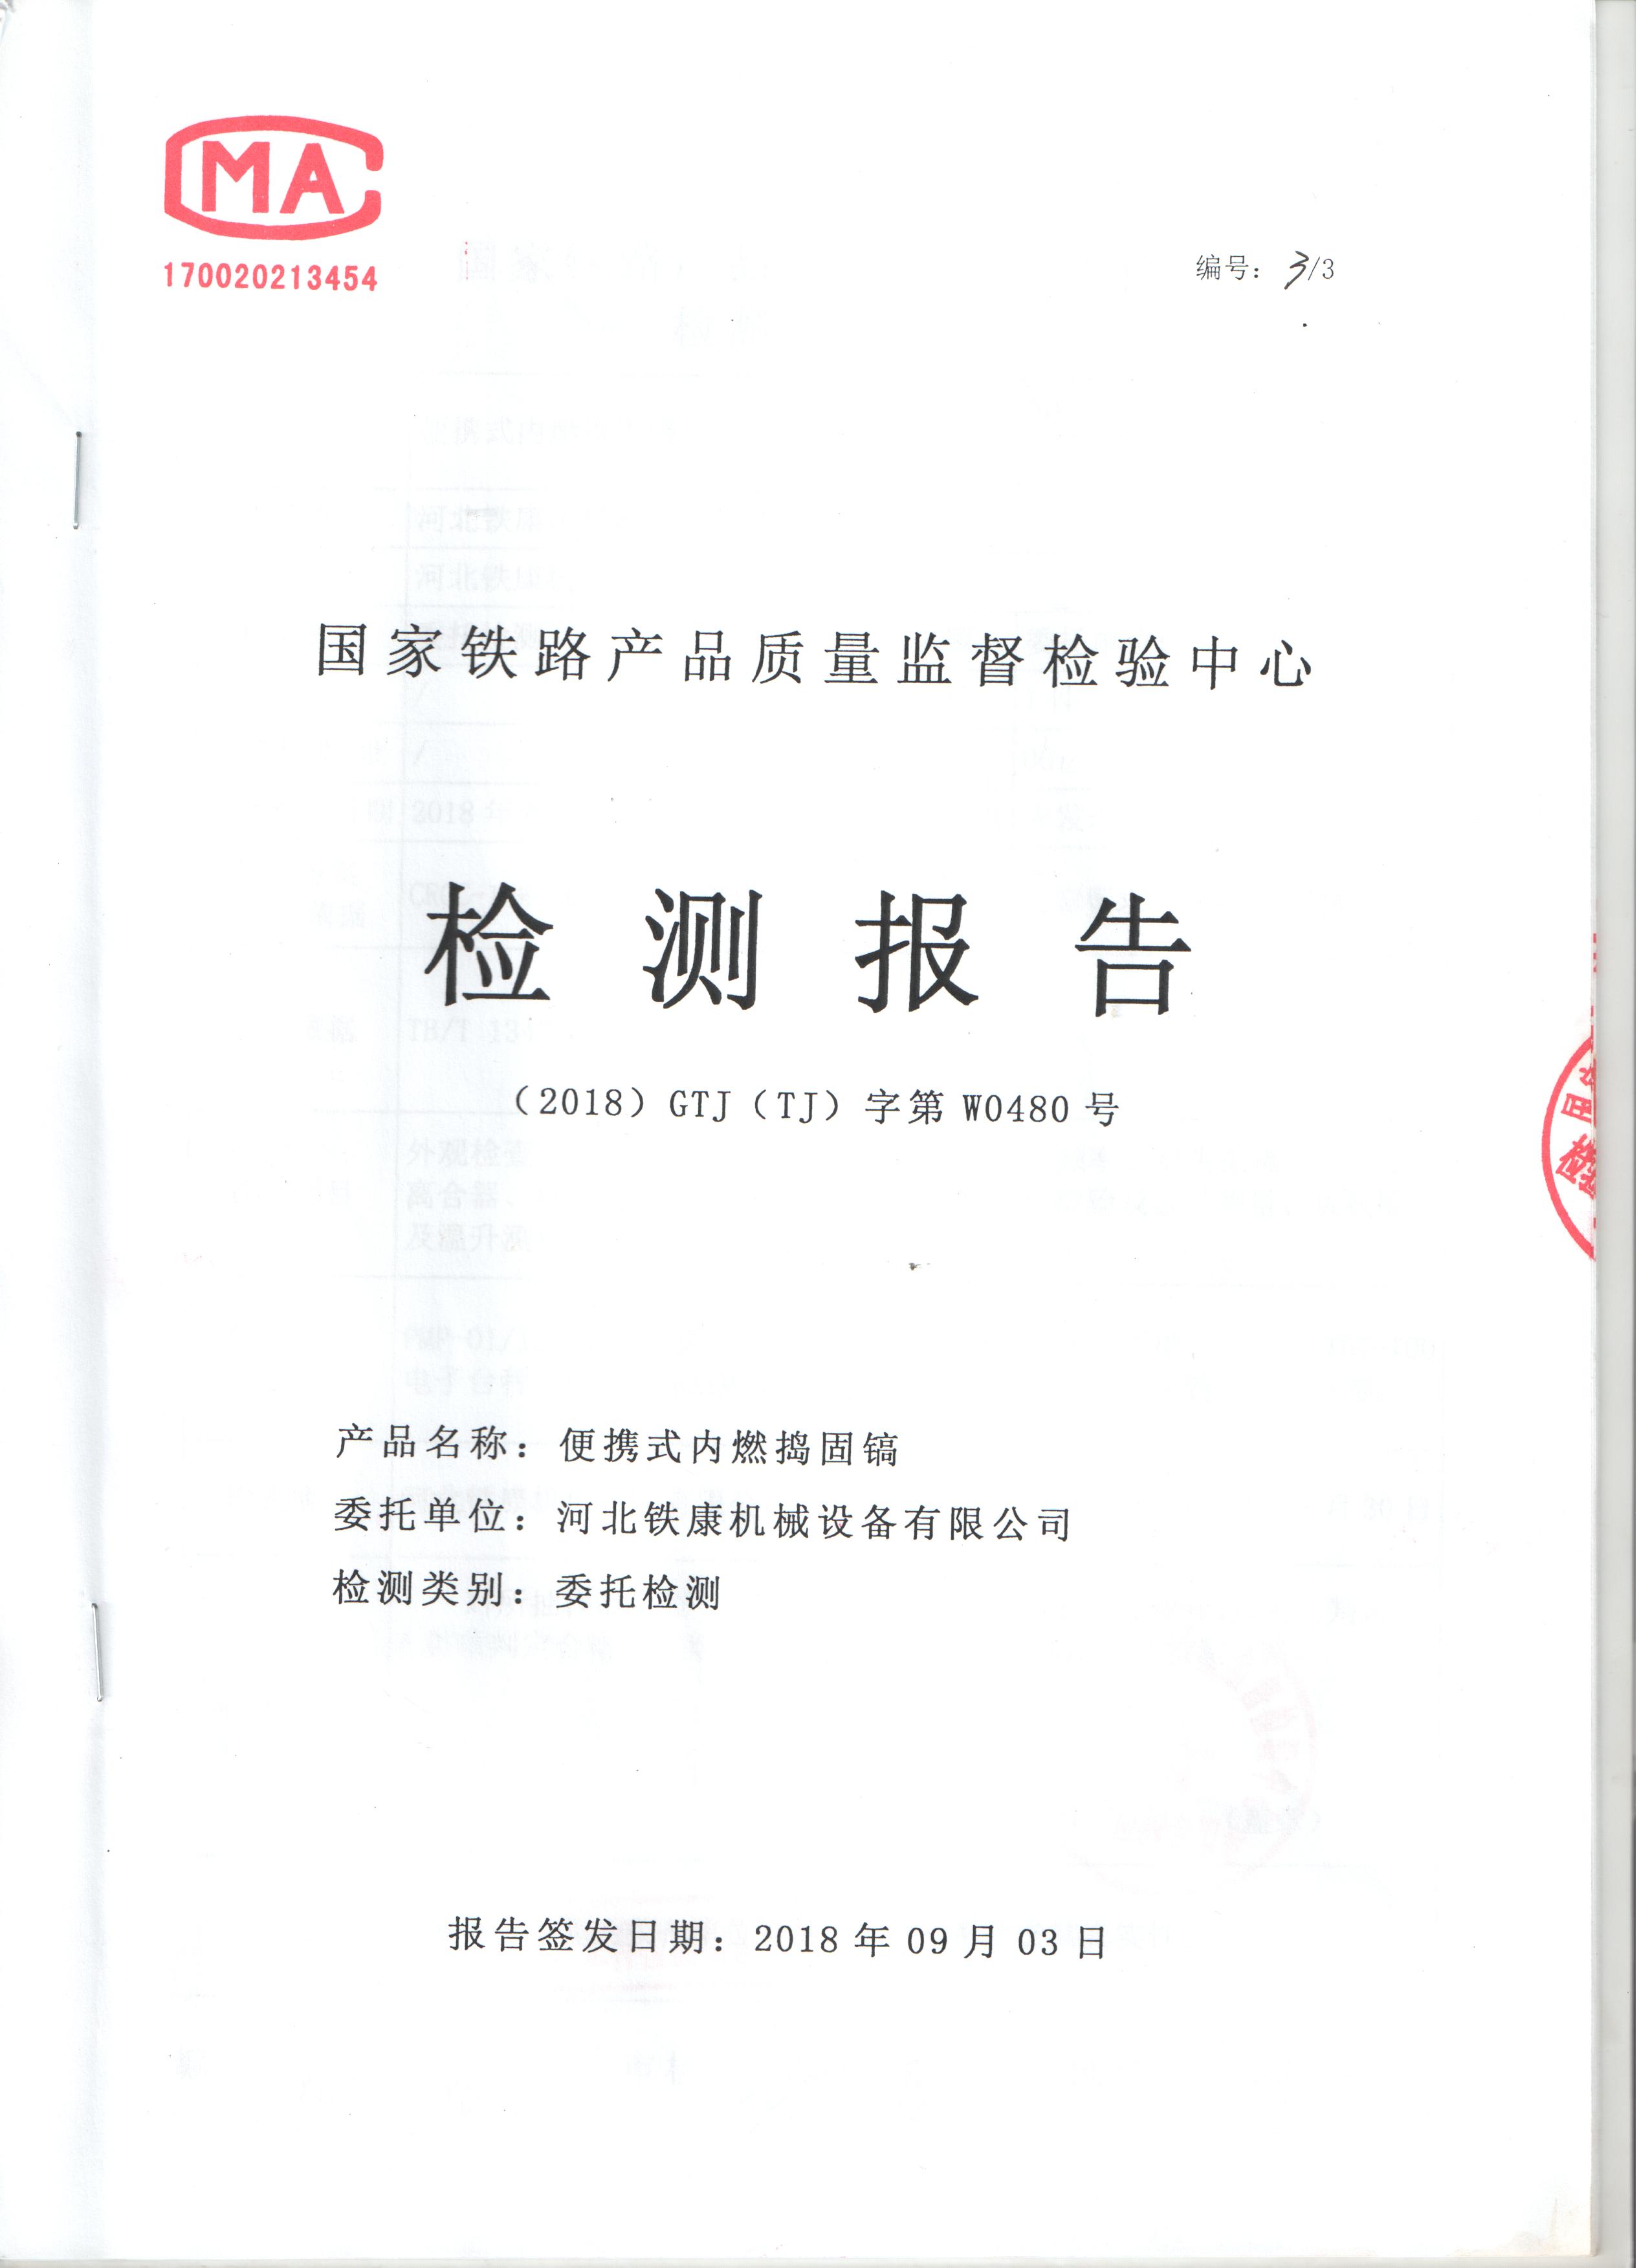 CMA
170020213454
编号：3/3
国家铁路产品质量监督检验中心
检测报告
（2018）GTJ（TJ）字第 W0480 号
产品名称：便携式内燃捣固镐
委托单位：河北铁康机械设备有限公司
检测类别：委托检测
报告签发日期：2018 年 09 月 03 日